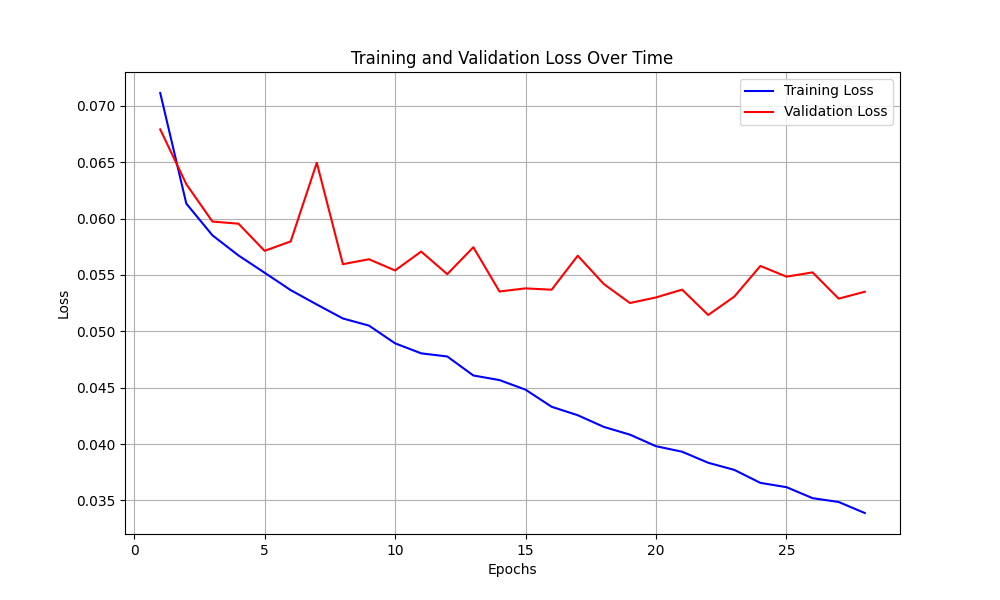 Training and Validation Loss Over Time
Training Loss
Validation Loss
0.070
0.065
0.060
0.055
0.050
0.045
0.040
0.035
Loss
0
5
10
15
20
25
Epochs